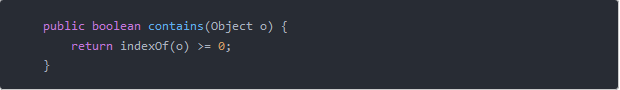 public boolean contains(Object o) {
    return indexOf(o) >= 0;
}